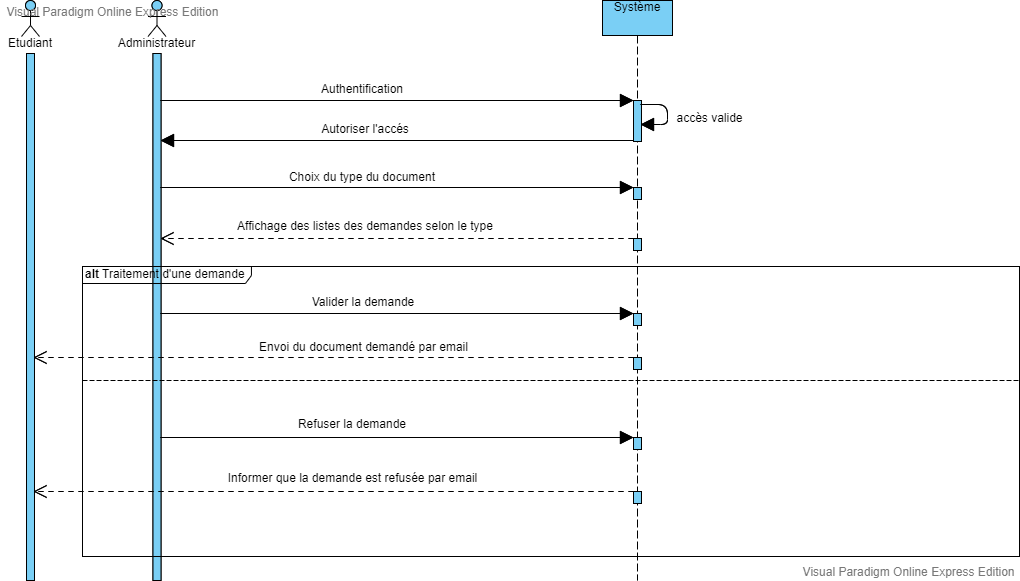 Visual Paradigm Online Express Edition
Système
Etudiant
Administrateur
Authentification
accès valide
Autoriser l'accés
Choix du type du document
Affichage des listes des demandes selon le type
alt Traitement d'une demande
Valider la demande
Envoi du document demandé par email
Refuser la demande
Informer que la demande est refusée par email
Visual Paradigm Online Express Edition